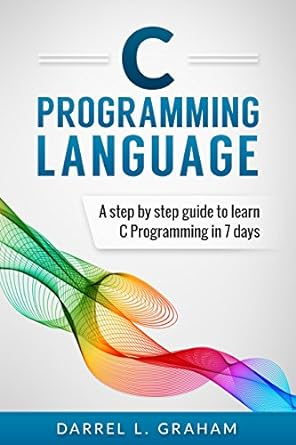 C
PROGRAMMING
LANGUAGE
A step by step guide to learn
C Programming in 7 days
DARREL L. GRAHAM